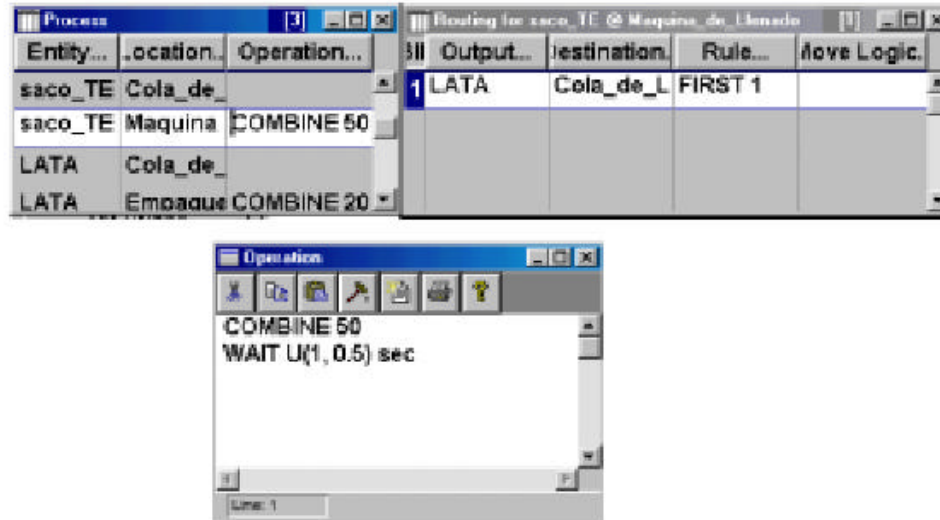 Process [3]
Entity... .ocation.. Operation...
saco_TE Cola_de_
saco_TE Maquina COMBINE 50
LATA Cola_de_
LATA Empaque COMBINE 20
Routing for saco_TE @ Maquina_de_Llenado [1]
Output... Destination. Rule... Move Logic.
1 LATA Cola_de_L FIRST 1
Operation
COMBINE 50
WAIT U(1, 0.5) sec
Line: 1